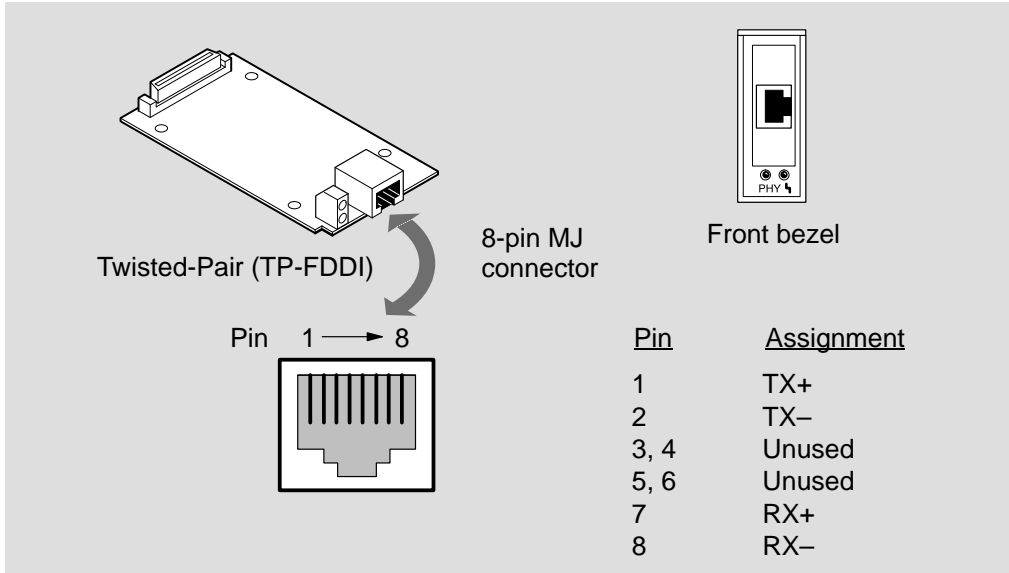 PHY
Front bezel
8-pin MJ
connector
Twisted-Pair (TP-FDDI)
Pin 1 8
Pin Assignment
1 TX+
2 TX–
3, 4 Unused
5, 6 Unused
7 RX+
8 RX–